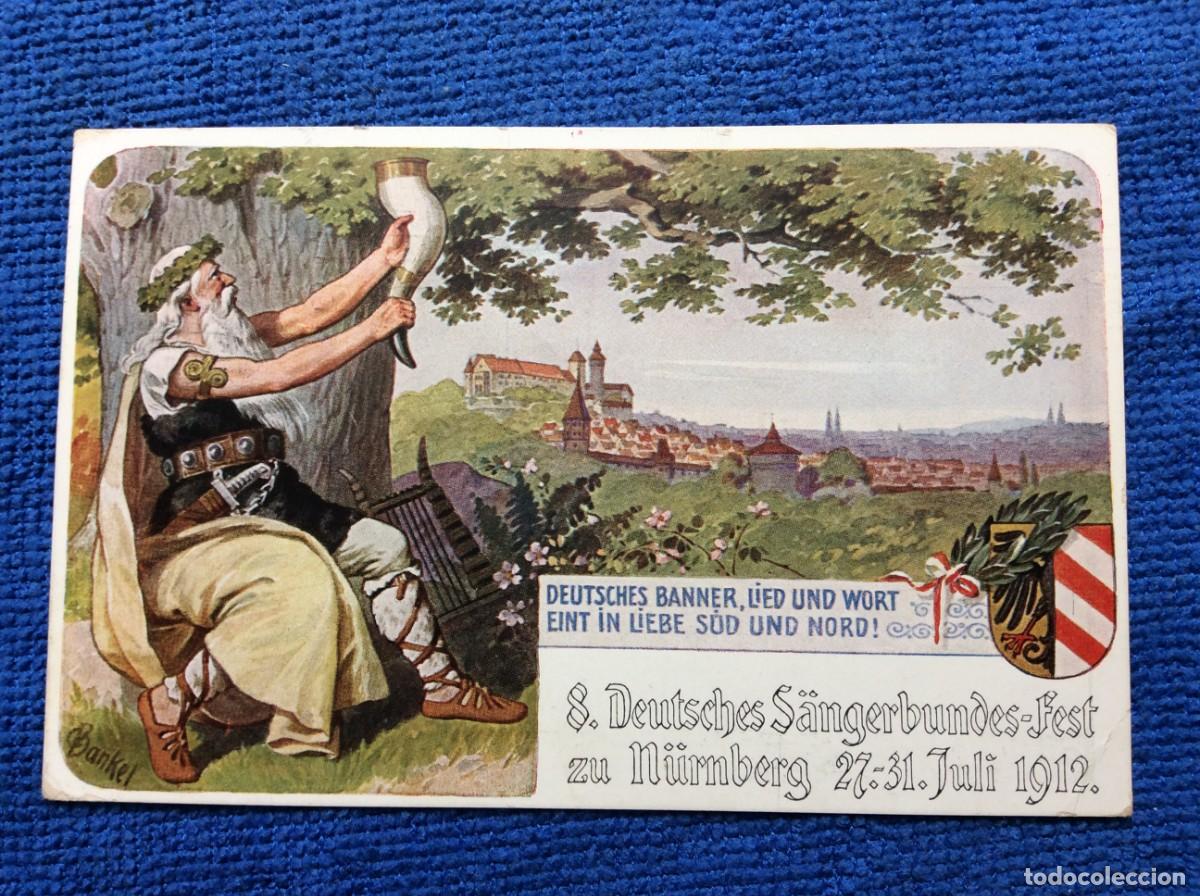 DEUTSCHES BANNER, LIED UND WORT
EINT IN LIEBE SÜD UND NORD!
8. Deutsches Sängerbundes-Fest
zu Nürnberg 27.-31. Juli 1912.
Bankel
todocoleccion